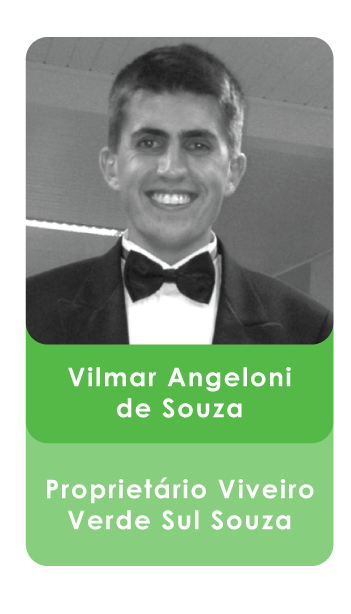 Vilmar Angeloni
de Souza
Proprietário Viveiro
Verde Sul Souza